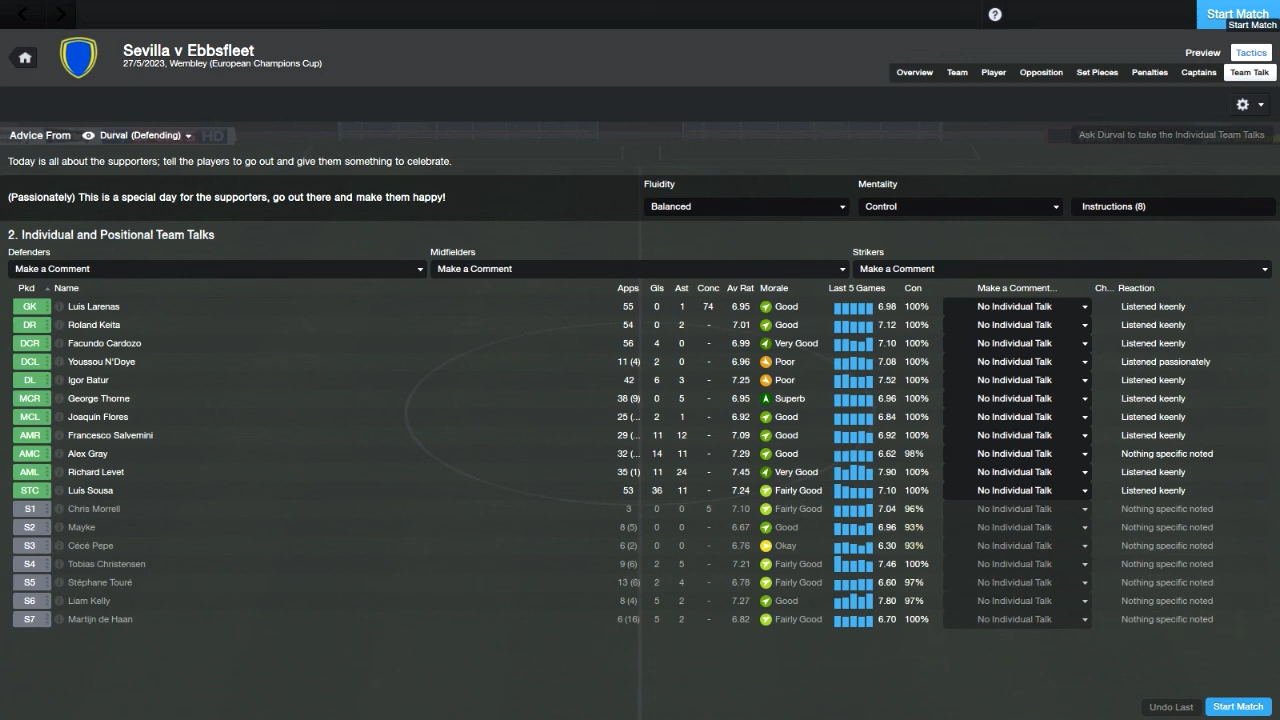 Start Match
Start Match
Sevilla v Ebbsfleet
27/5/2023, Wembley (European Champions Cup)
Preview Tactics
Overview Team Player Opposition Set Pieces Penalties Captains Team Talk
Advice From Durval (Defending) HD Ask Durval to take the Individual Team Talks
Today is all about the supporters; tell the players to go out and give them something to celebrate.
Fluidity Mentality
(Passionately) This is a special day for the supporters, go out there and make them happy!
Balanced Control Instructions (8)
2. Individual and Positional Team Talks
Defenders Midfielders Strikers
Make a Comment Make a Comment Make a Comment
Pkd Name Apps Gls Ast Conc Av Rat Morale Last 5 Games Con Make a Comment... Ch... Reaction
GK Luis Larenas 55 0 1 74 6.95 Good 6.98 100% No Individual Talk Listened keenly
DR Roland Keita 54 0 2 - 7.01 Good 7.12 100% No Individual Talk Listened keenly
DCR Facundo Cardozo 56 4 0 - 6.99 Very Good 7.10 100% No Individual Talk Listened keenly
DCL Youssou N'Doye 11 (4) 2 0 - 6.96 Poor 7.08 100% No Individual Talk Listened passionately
DL Igor Batur 42 6 3 - 7.25 Poor 7.52 100% No Individual Talk Listened keenly
MCR George Thorne 38 (9) 0 5 - 6.95 Superb 6.96 100% No Individual Talk Listened keenly
MCL Joaquín Flores 25 (... 2 1 - 6.92 Good 6.84 100% No Individual Talk Listened keenly
AMR Francesco Salvemini 29 (... 11 12 - 7.09 Good 6.92 100% No Individual Talk Listened keenly
AMC Alex Gray 32 (... 14 11 - 7.29 Good 6.62 98% No Individual Talk Nothing specific noted
AML Richard Levet 35 (1) 11 24 - 7.45 Very Good 7.90 100% No Individual Talk Listened keenly
STC Luís Sousa 53 36 11 - 7.24 Fairly Good 7.10 100% No Individual Talk Listened keenly
S1 Chris Morrell 3 0 0 5 7.10 Fairly Good 7.04 96% No Individual Talk Nothing specific noted
S2 Mayke 8 (5) 0 0 - 6.67 Good 6.96 93% No Individual Talk Nothing specific noted
S3 Cécé Pepe 6 (2) 0 0 - 6.76 Okay 6.30 93% No Individual Talk Nothing specific noted
S4 Tobias Christensen 9 (6) 2 5 - 7.21 Fairly Good 7.46 100% No Individual Talk Nothing specific noted
S5 Stéphane Touré 13 (6) 2 4 - 6.78 Fairly Good 6.60 97% No Individual Talk Nothing specific noted
S6 Liam Kelly 8 (4) 5 2 - 7.27 Good 7.80 97% No Individual Talk Nothing specific noted
S7 Martijn de Haan 6 (16) 5 2 - 6.82 Fairly Good 6.70 100% No Individual Talk Nothing specific noted
Undo Last Start Match